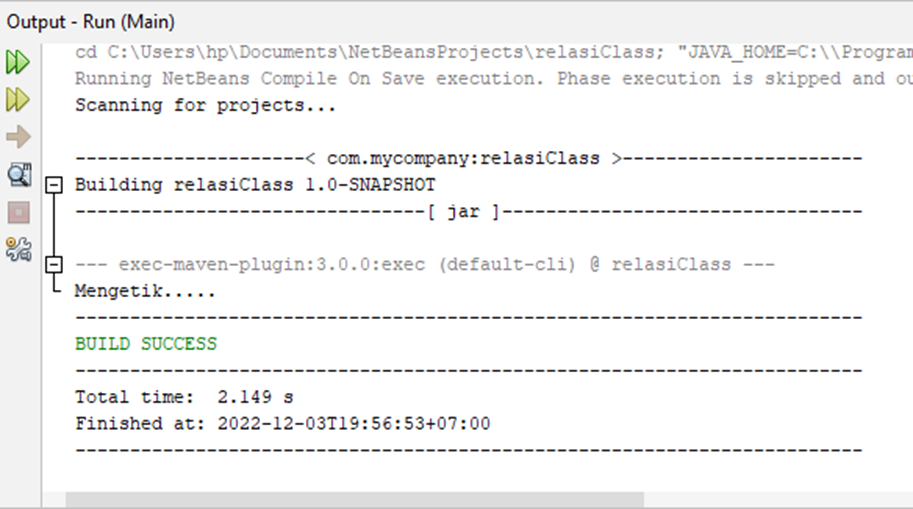 Output - Run (Main)
cd C:\Users\hp\Documents\NetBeansProjects\relasiClass; "JAVA_HOME=C:\\Program
Running NetBeans Compile On Save execution. Phase execution is skipped and ou
Scanning for projects...
---------------------< com.mycompany:relasiClass >----------------------
Building relasiClass 1.0-SNAPSHOT
--------------------------------[ jar ]---------------------------------
--- exec-maven-plugin:3.0.0:exec (default-cli) @ relasiClass ---
Mengetik.....
------------------------------------------------------------------------
BUILD SUCCESS
------------------------------------------------------------------------
Total time:  2.149 s
Finished at: 2022-12-03T19:56:53+07:00
------------------------------------------------------------------------